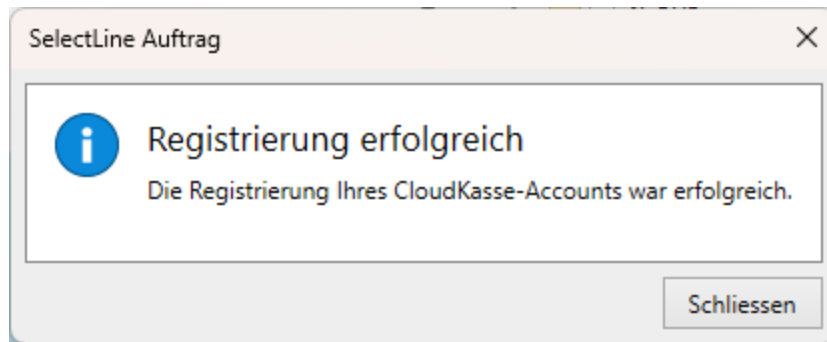 SelectLine Auftrag
Registrierung erfolgreich
Die Registrierung Ihres CloudKasse-Accounts war erfolgreich.
Schliessen